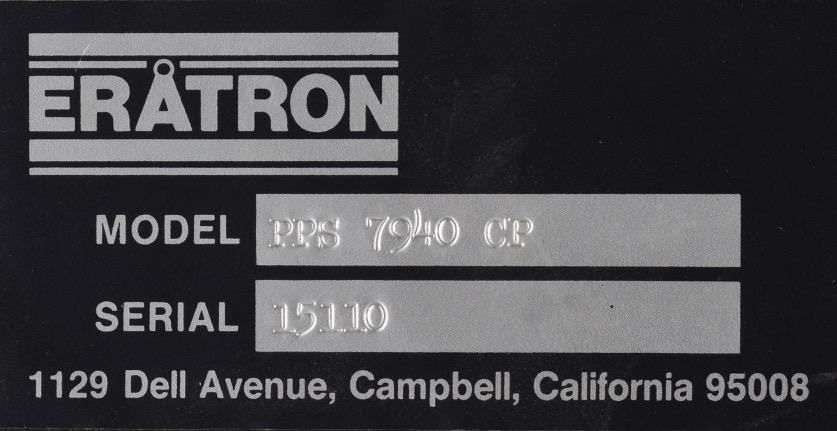 ERÅTRON
MODEL PPS 7940 CP
SERIAL 15110
1129 Dell Avenue, Campbell, California 95008